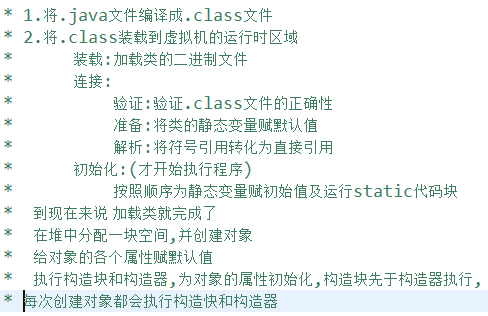 * 1.将.java文件编译成.class文件
* 2.将.class装载到虚拟机的运行时区域
* 装载:加载类的二进制文件
* 连接:
* 验证:验证.class文件的正确性
* 准备:将类的静态变量赋默认值
* 解析:将符号引用转化为直接引用
* 初始化:(才开始执行程序)
* 按照顺序为静态变量赋初始值及运行static代码块
* 到现在来说 加载类就完成了
* 在堆中分配一块空间,并创建对象
* 给对象的各个属性赋默认值
* 执行构造块和构造器,为对象的属性初始化,构造块先于构造器执行,
* 每次创建对象都会执行构造快和构造器